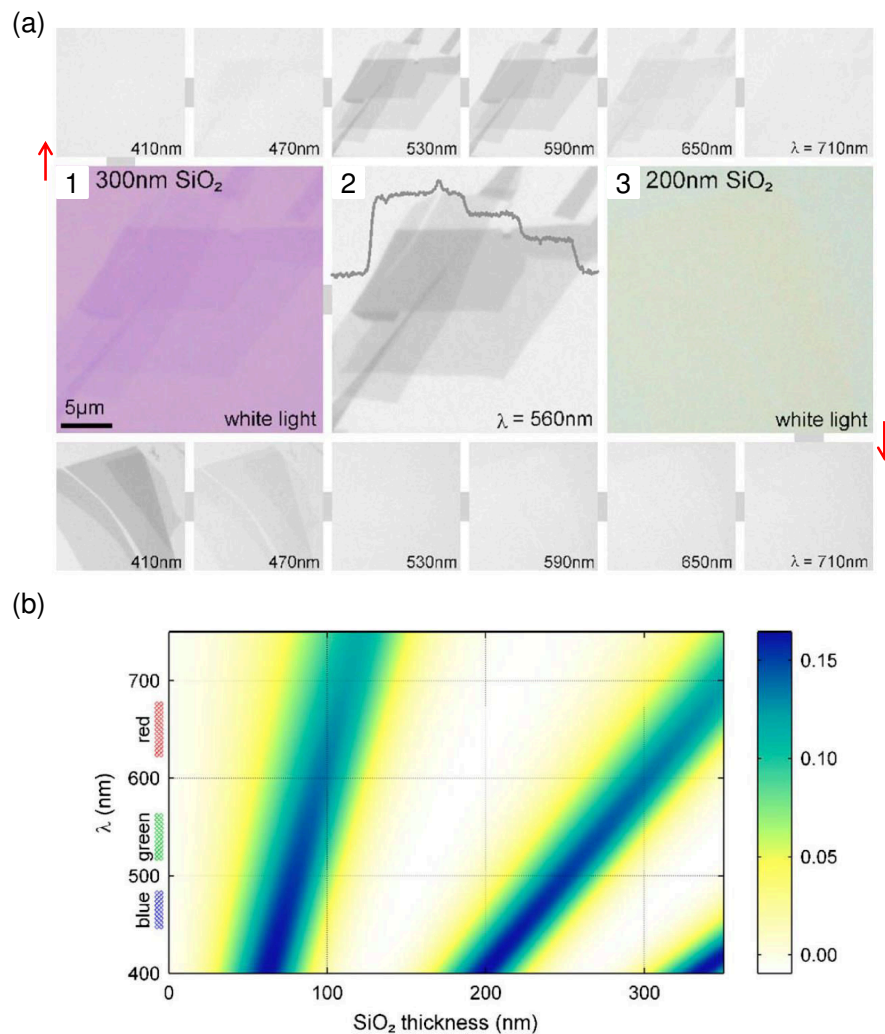 (a)
410nm 470nm 530nm 590nm 650nm λ = 710nm
1 300nm SiO₂ 2 3 200nm SiO₂
5μm white light λ = 560nm white light
410nm 470nm 530nm 590nm 650nm λ = 710nm
(b)
700
600
500
400
λ (nm)
red
green
blue
0 100 200 300
SiO₂ thickness (nm)
0.15
0.10
0.05
0.00